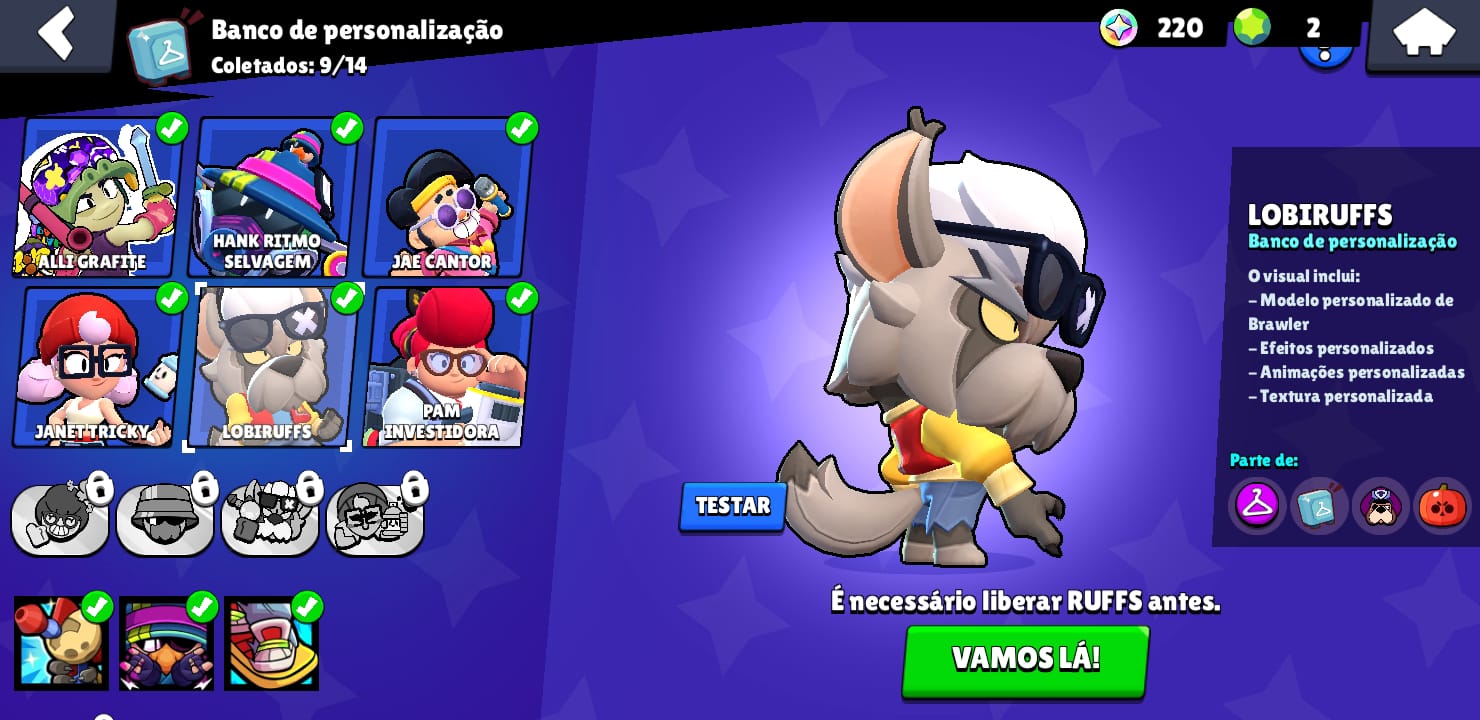 Banco de personalização
Coletados: 9/14
220
2
ALLI GRAFITE
HANK RITMO
SELVAGEM
JAE CANTOR
JANET TRICKY
LOBIRUFFS
PAM
INVESTIDORA
TESTAR
É necessário liberar RUFFS antes.
VAMOS LÁ!
LOBIRUFFS
Banco de personalização
O visual inclui:
- Modelo personalizado de
Brawler
- Efeitos personalizados
- Animações personalizadas
- Textura personalizada
Parte de: